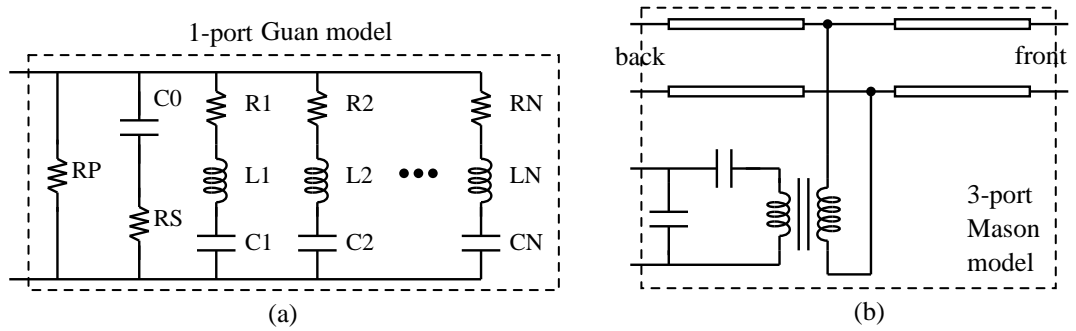 1-port Guan model
RP
C0
RS
R1
L1
C1
R2
L2
C2
RN
LN
CN
(a)
back
front
3-port
Mason
model
(b)